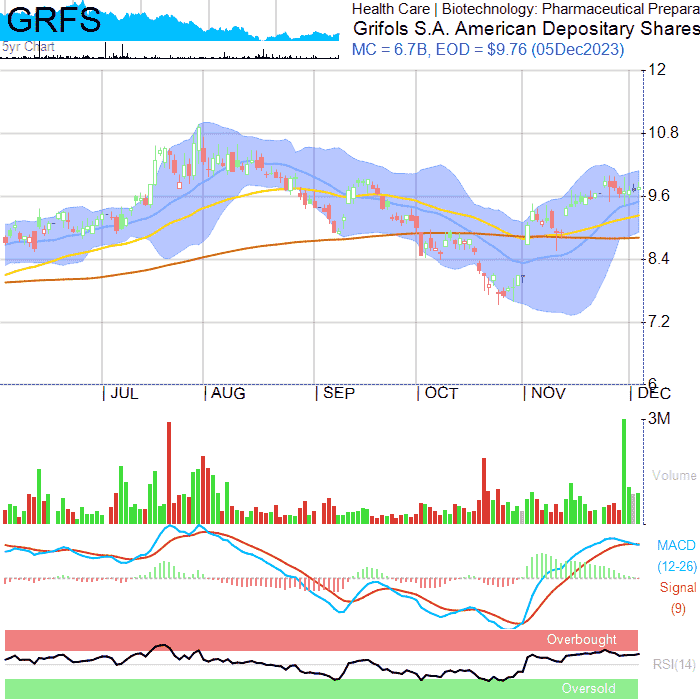 GRFS
5yr Chart
Health Care | Biotechnology: Pharmaceutical Prepara
Grifols S.A. American Depositary Shares
MC = 6.7B, EOD = $9.76 (05Dec2023)
12
10.8
9.6
8.4
7.2
6
| JUL | AUG | SEP | OCT | NOV | DEC
3M
Volume
MACD
(12-26)
Signal
(9)
Overbought
RSI(14)
Oversold